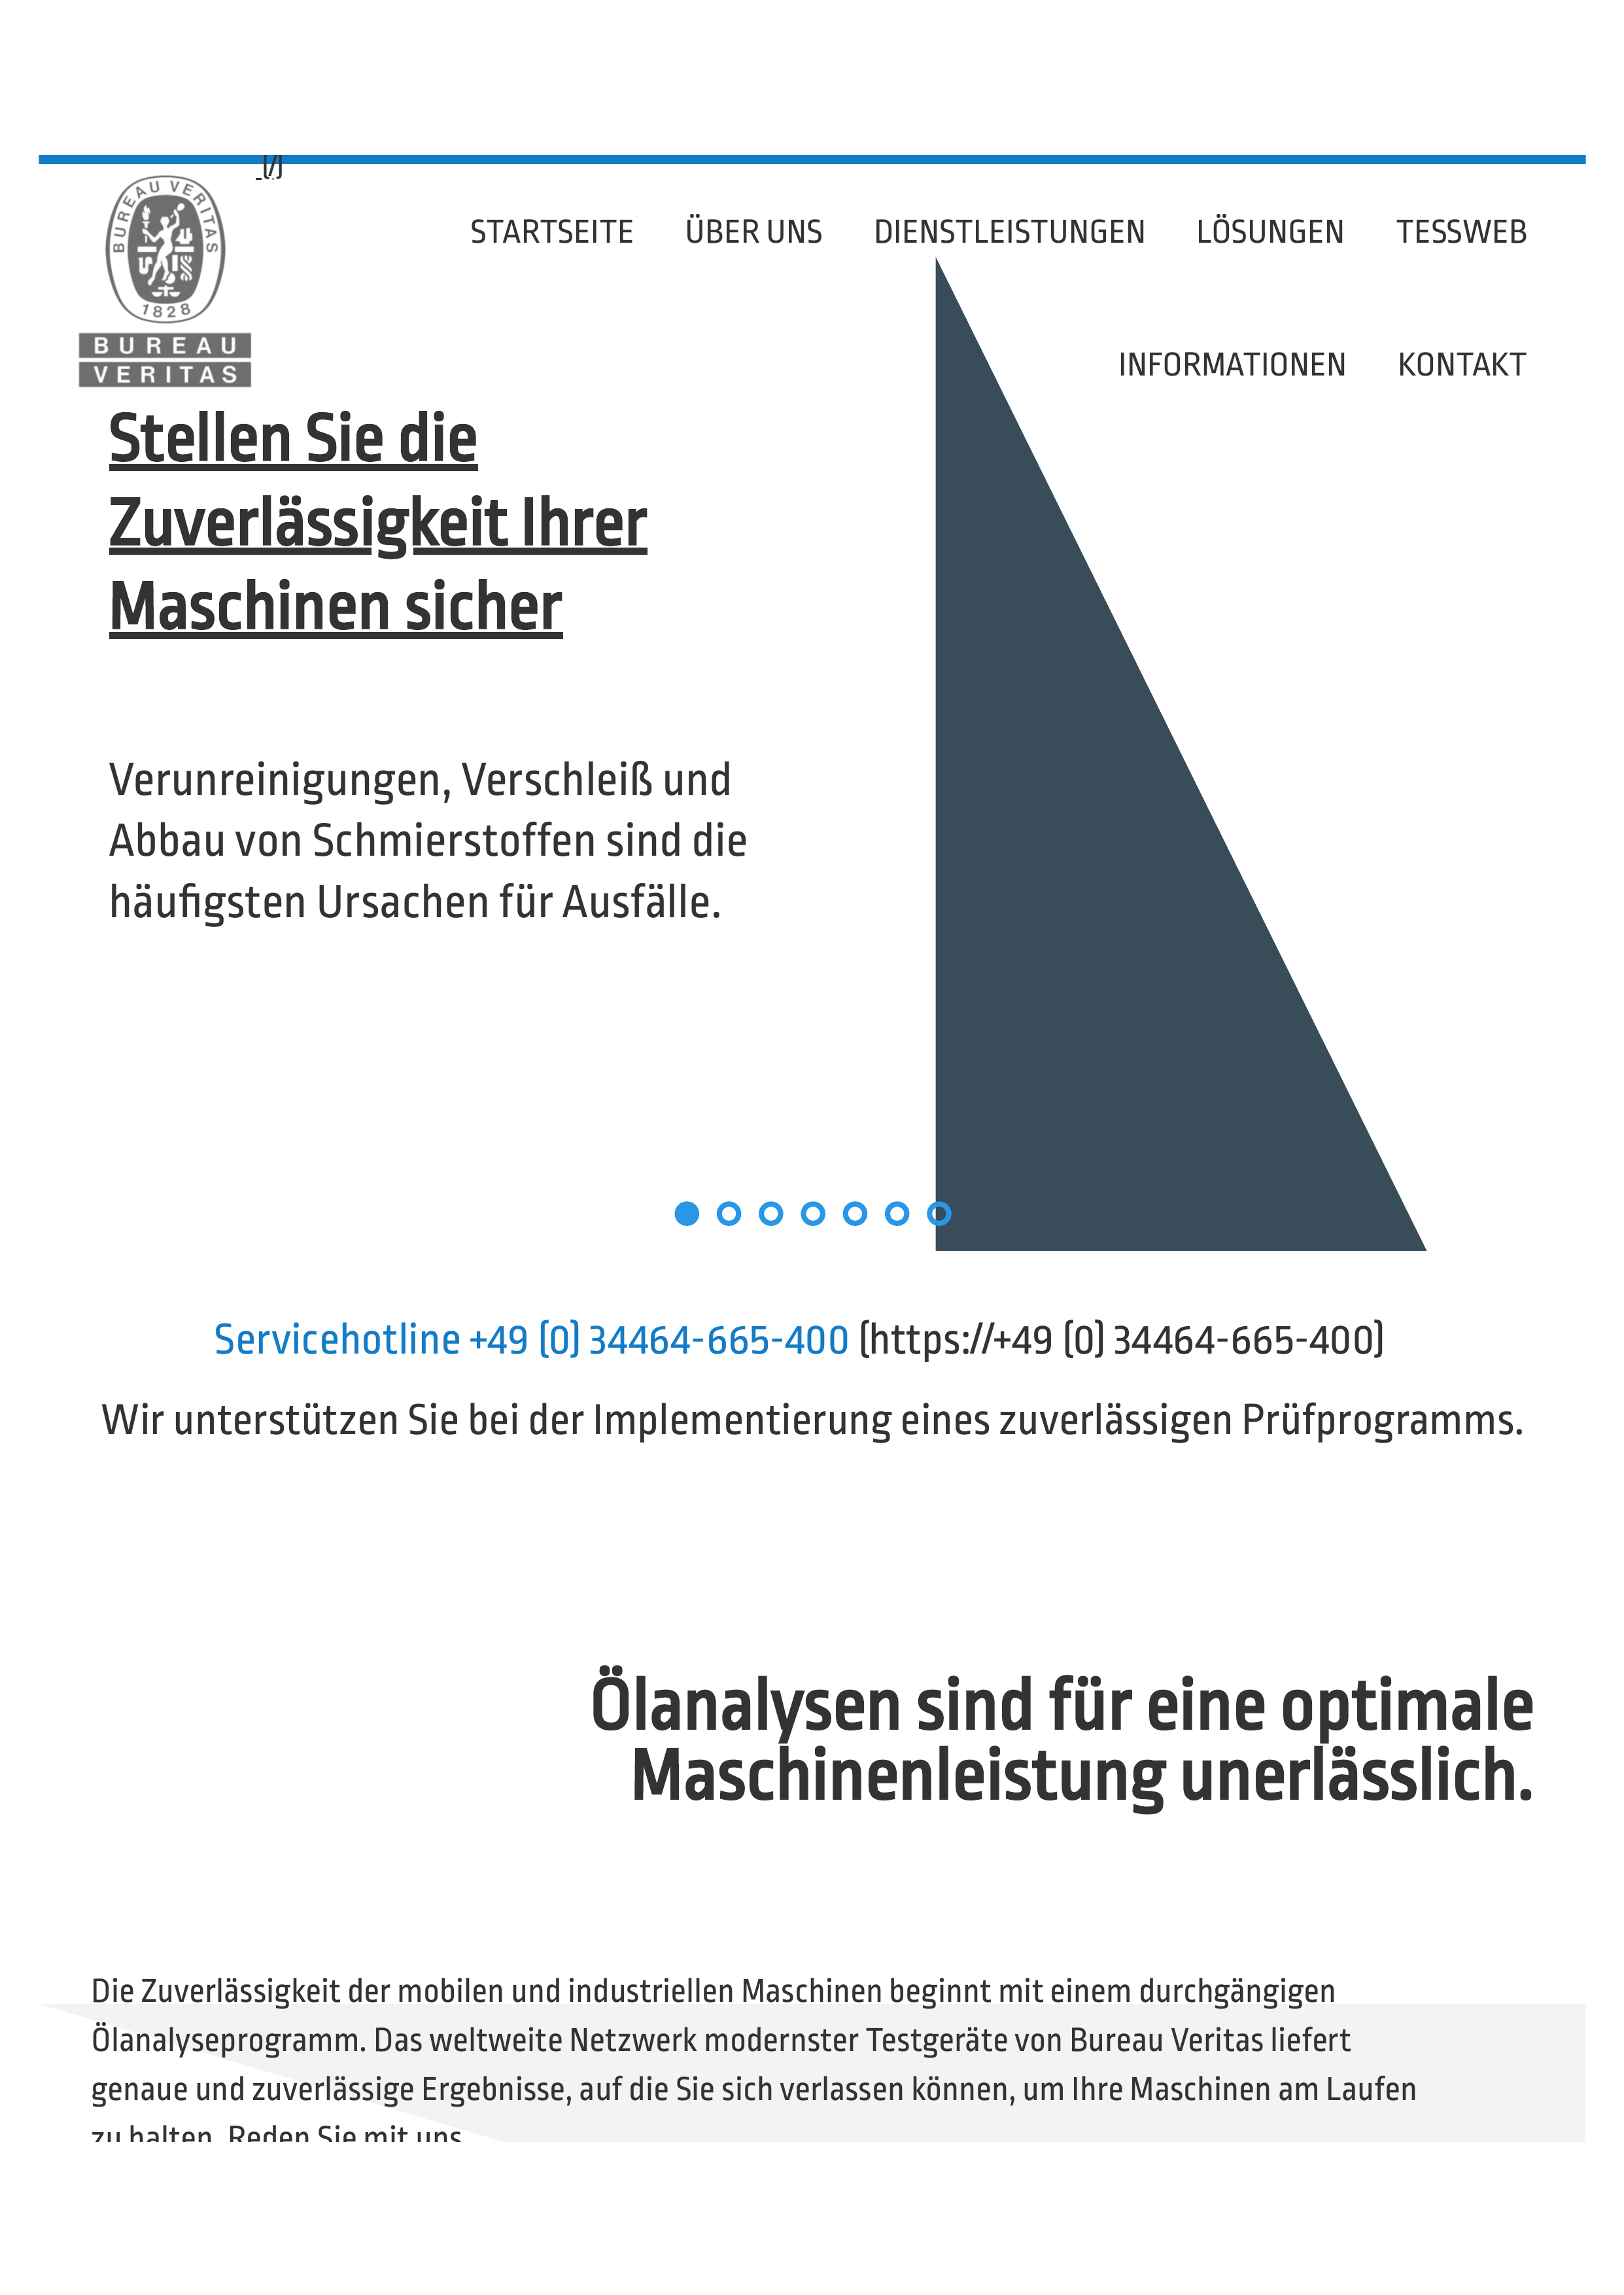 (/)
BUREAU VERITAS
1828
BUREAU
VERITAS
STARTSEITE ÜBER UNS DIENSTLEISTUNGEN LÖSUNGEN TESSWEB
INFORMATIONEN KONTAKT
Stellen Sie die
Zuverlässigkeit Ihrer
Maschinen sicher
Verunreinigungen, Verschleiß und
Abbau von Schmierstoffen sind die
häufigsten Ursachen für Ausfälle.
Servicehotline +49 (0) 34464-665-400 (https://+49 (0) 34464-665-400)
Wir unterstützen Sie bei der Implementierung eines zuverlässigen Prüfprogramms.
Ölanalysen sind für eine optimale
Maschinenleistung unerlässlich.
Die Zuverlässigkeit der mobilen und industriellen Maschinen beginnt mit einem durchgängigen
Ölanalyseprogramm. Das weltweite Netzwerk modernster Testgeräte von Bureau Veritas liefert
genaue und zuverlässige Ergebnisse, auf die Sie sich verlassen können, um Ihre Maschinen am Laufen
zu halten. Reden Sie mit uns